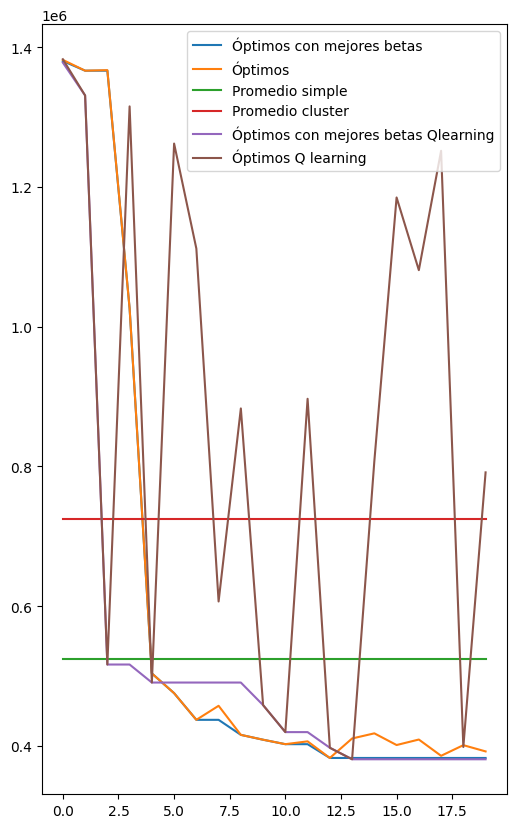 1e6
Óptimos con mejores betas
Óptimos
Promedio simple
Promedio cluster
Óptimos con mejores betas Qlearning
Óptimos Q learning
1.4
1.2
1.0
0.8
0.6
0.4
0.0 2.5 5.0 7.5 10.0 12.5 15.0 17.5